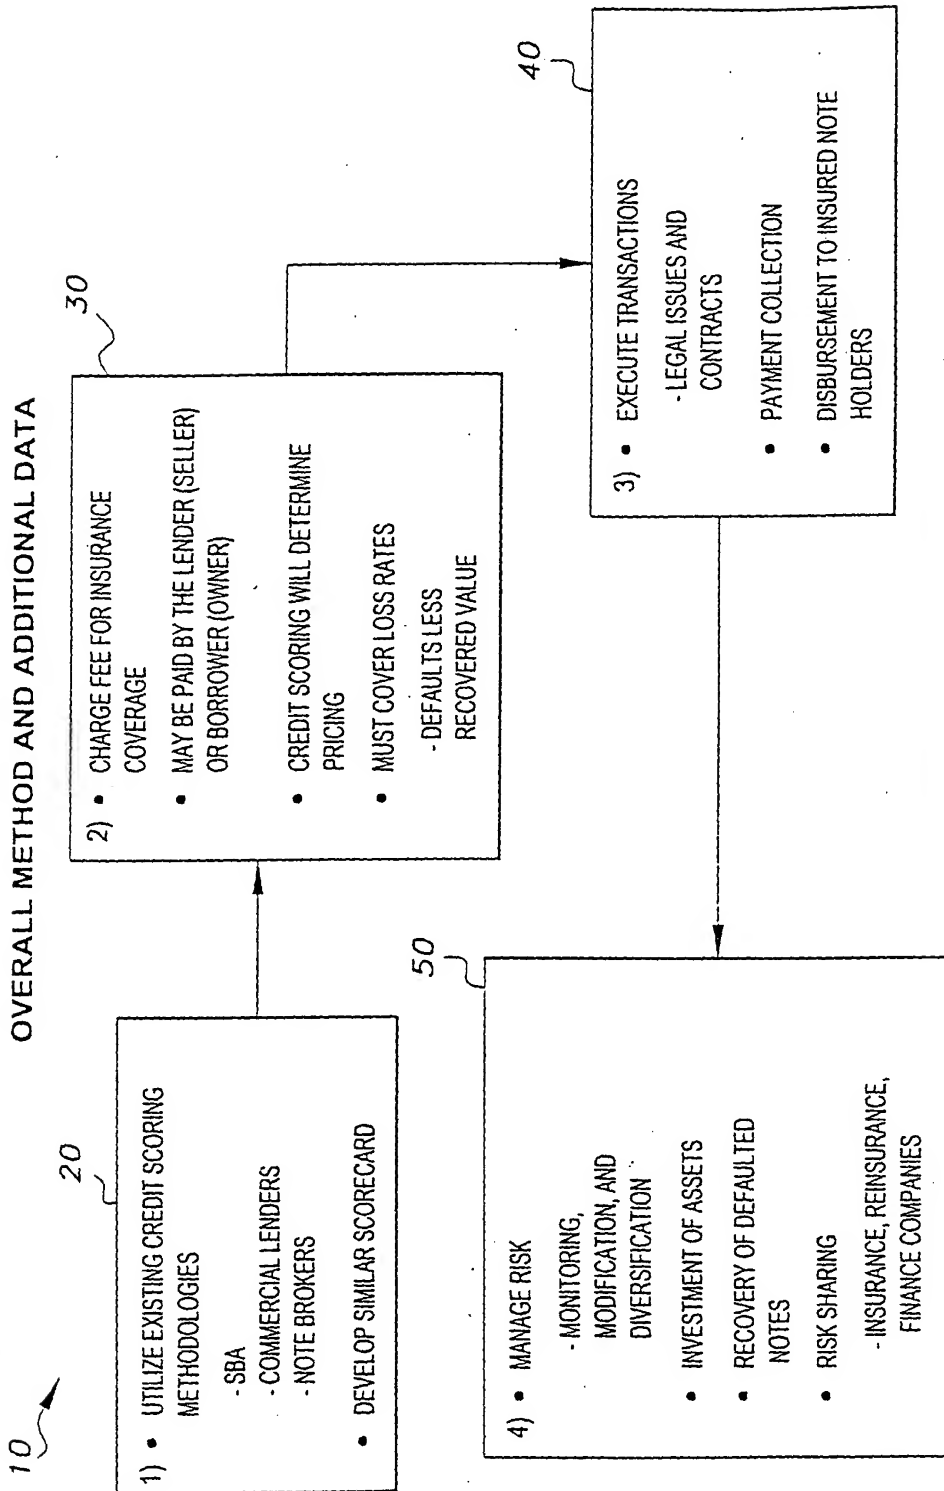 OVERALL METHOD AND ADDITIONAL DATA
10
20
1) • UTILIZE EXISTING CREDIT SCORING
METHODOLOGIES
- SBA
- COMMERCIAL LENDERS
- NOTE BROKERS
• DEVELOP SIMILAR SCORECARD
30
2) • CHARGE FEE FOR INSURANCE
COVERAGE
• MAY BE PAID BY THE LENDER (SELLER)
OR BORROWER (OWNER)
• CREDIT SCORING WILL DETERMINE
PRICING
• MUST COVER LOSS RATES
- DEFAULTS LESS
RECOVERED VALUE
40
3) • EXECUTE TRANSACTIONS
- LEGAL ISSUES AND
CONTRACTS
• PAYMENT COLLECTION
• DISBURSEMENT TO INSURED NOTE
HOLDERS
50
4) • MANAGE RISK
- MONITORING,
MODIFICATION, AND
DIVERSIFICATION
• INVESTMENT OF ASSETS
• RECOVERY OF DEFAULTED
NOTES
• RISK SHARING
- INSURANCE, REINSURANCE,
FINANCE COMPANIES